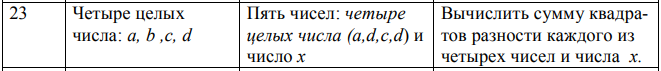 23
Четыре целых
числа: a, b ,c, d
Пять чисел: четыре
целых числа (a,d,c,d) и
число x
Вычислить сумму квадра-
тов разности каждого из
четырех чисел и числа x.